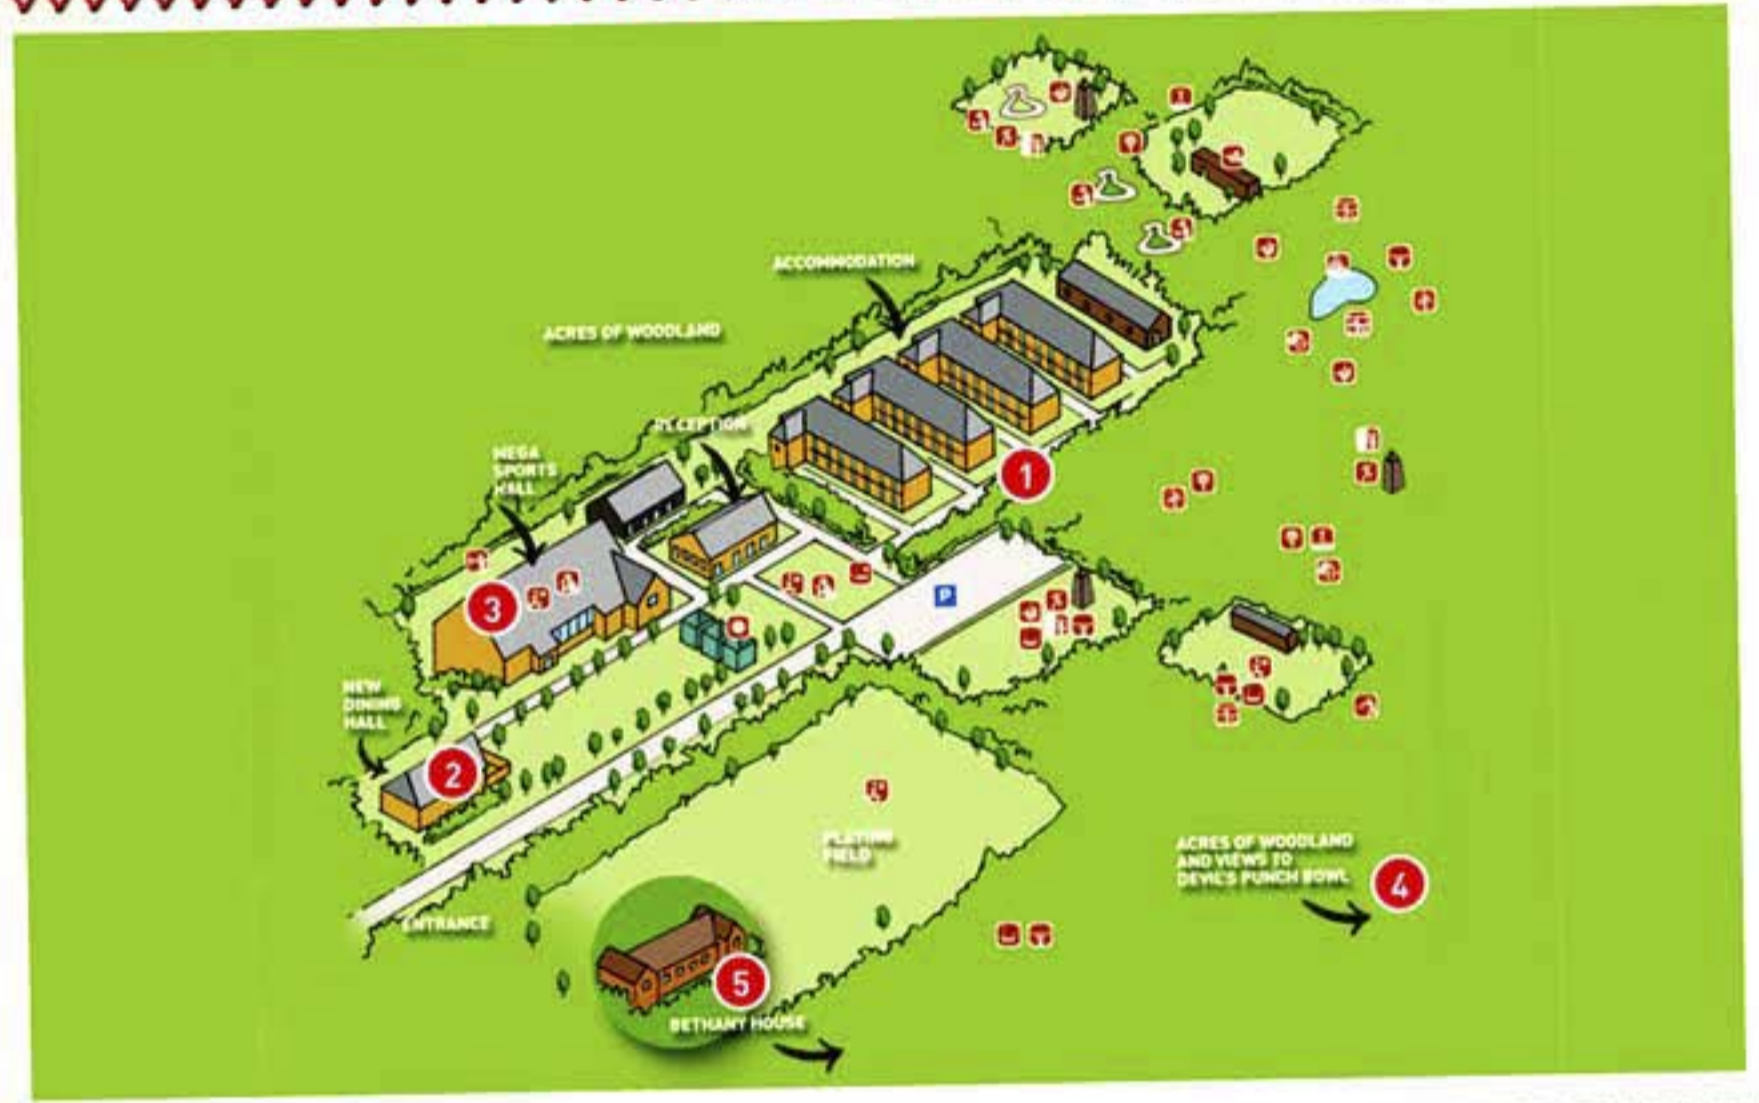 ACCOMMODATION
ACRES OF WOODLAND
RECEPTION
MEGA
SPORTS
HALL
1
3
P
NEW
DINING
HALL
2
PLAYING
FIELD
ACRES OF WOODLAND
AND VIEWS TO
DEVIL'S PUNCH BOWL
4
ENTRANCE
5
BETHANY HOUSE